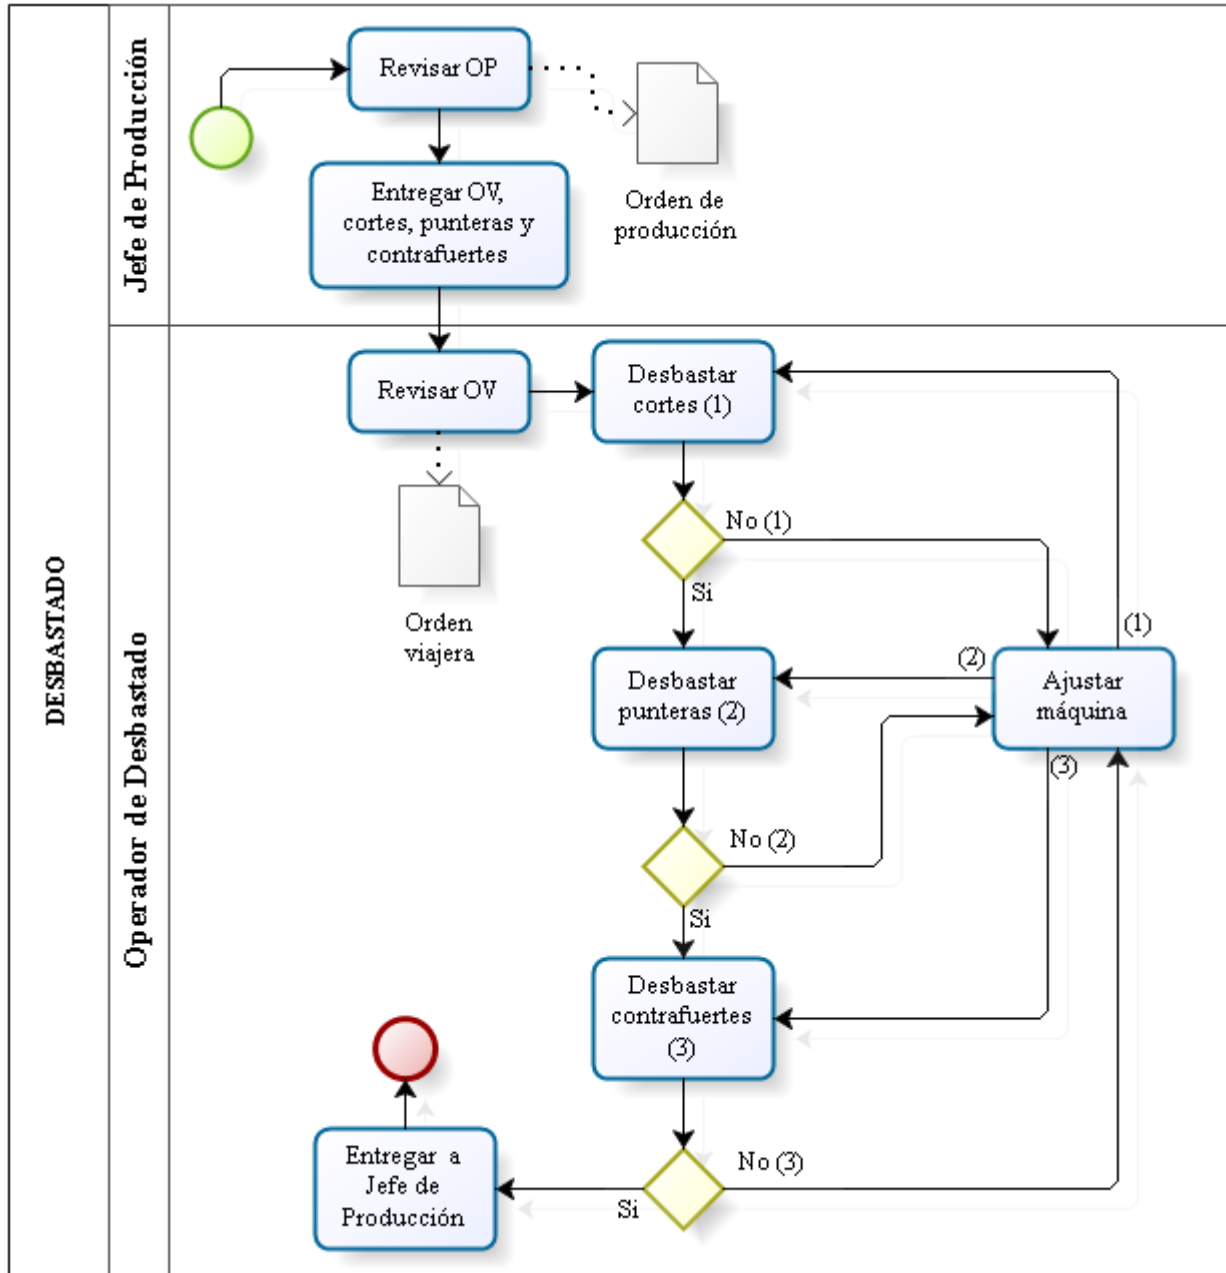 DESBASTADO
Jefe de Producción
Revisar OP
Orden de
producción
Entregar OV,
cortes, punteras y
contrafuertes
Operador de Desbastado
Revisar OV
Orden
viajera
Desbastar
cortes (1)
No (1)
Si
(1)
(2)
Ajustar
máquina
(3)
Desbastar
punteras (2)
No (2)
Si
Desbastar
contrafuertes
(3)
No (3)
Si
Entregar a
Jefe de
Producción